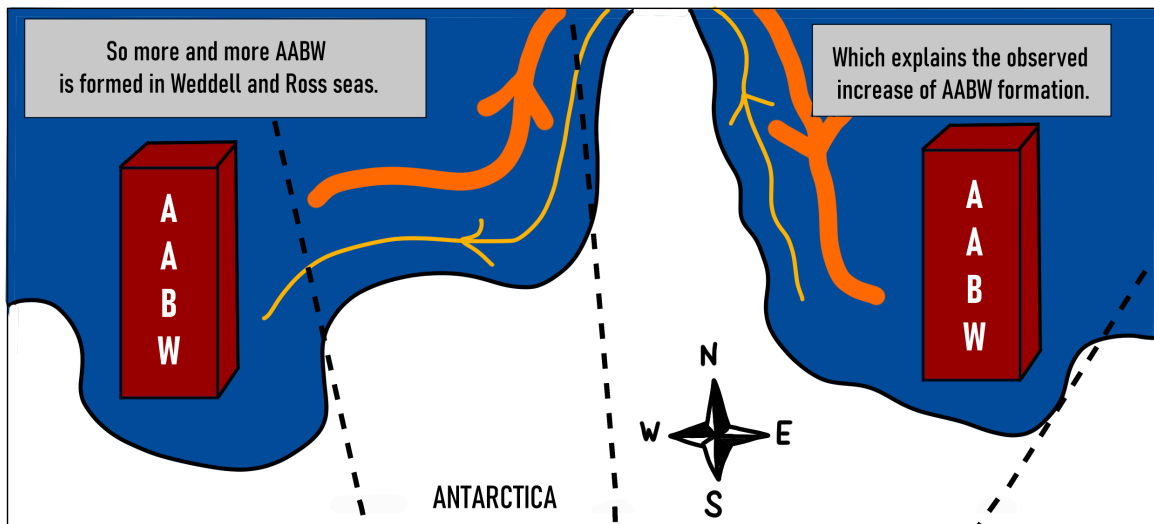 So more and more AABW
is formed in Weddell and Ross seas.
Which explains the observed
increase of AABW formation.
A
A
B
W
A
A
B
W
N
W
E
S
ANTARCTICA